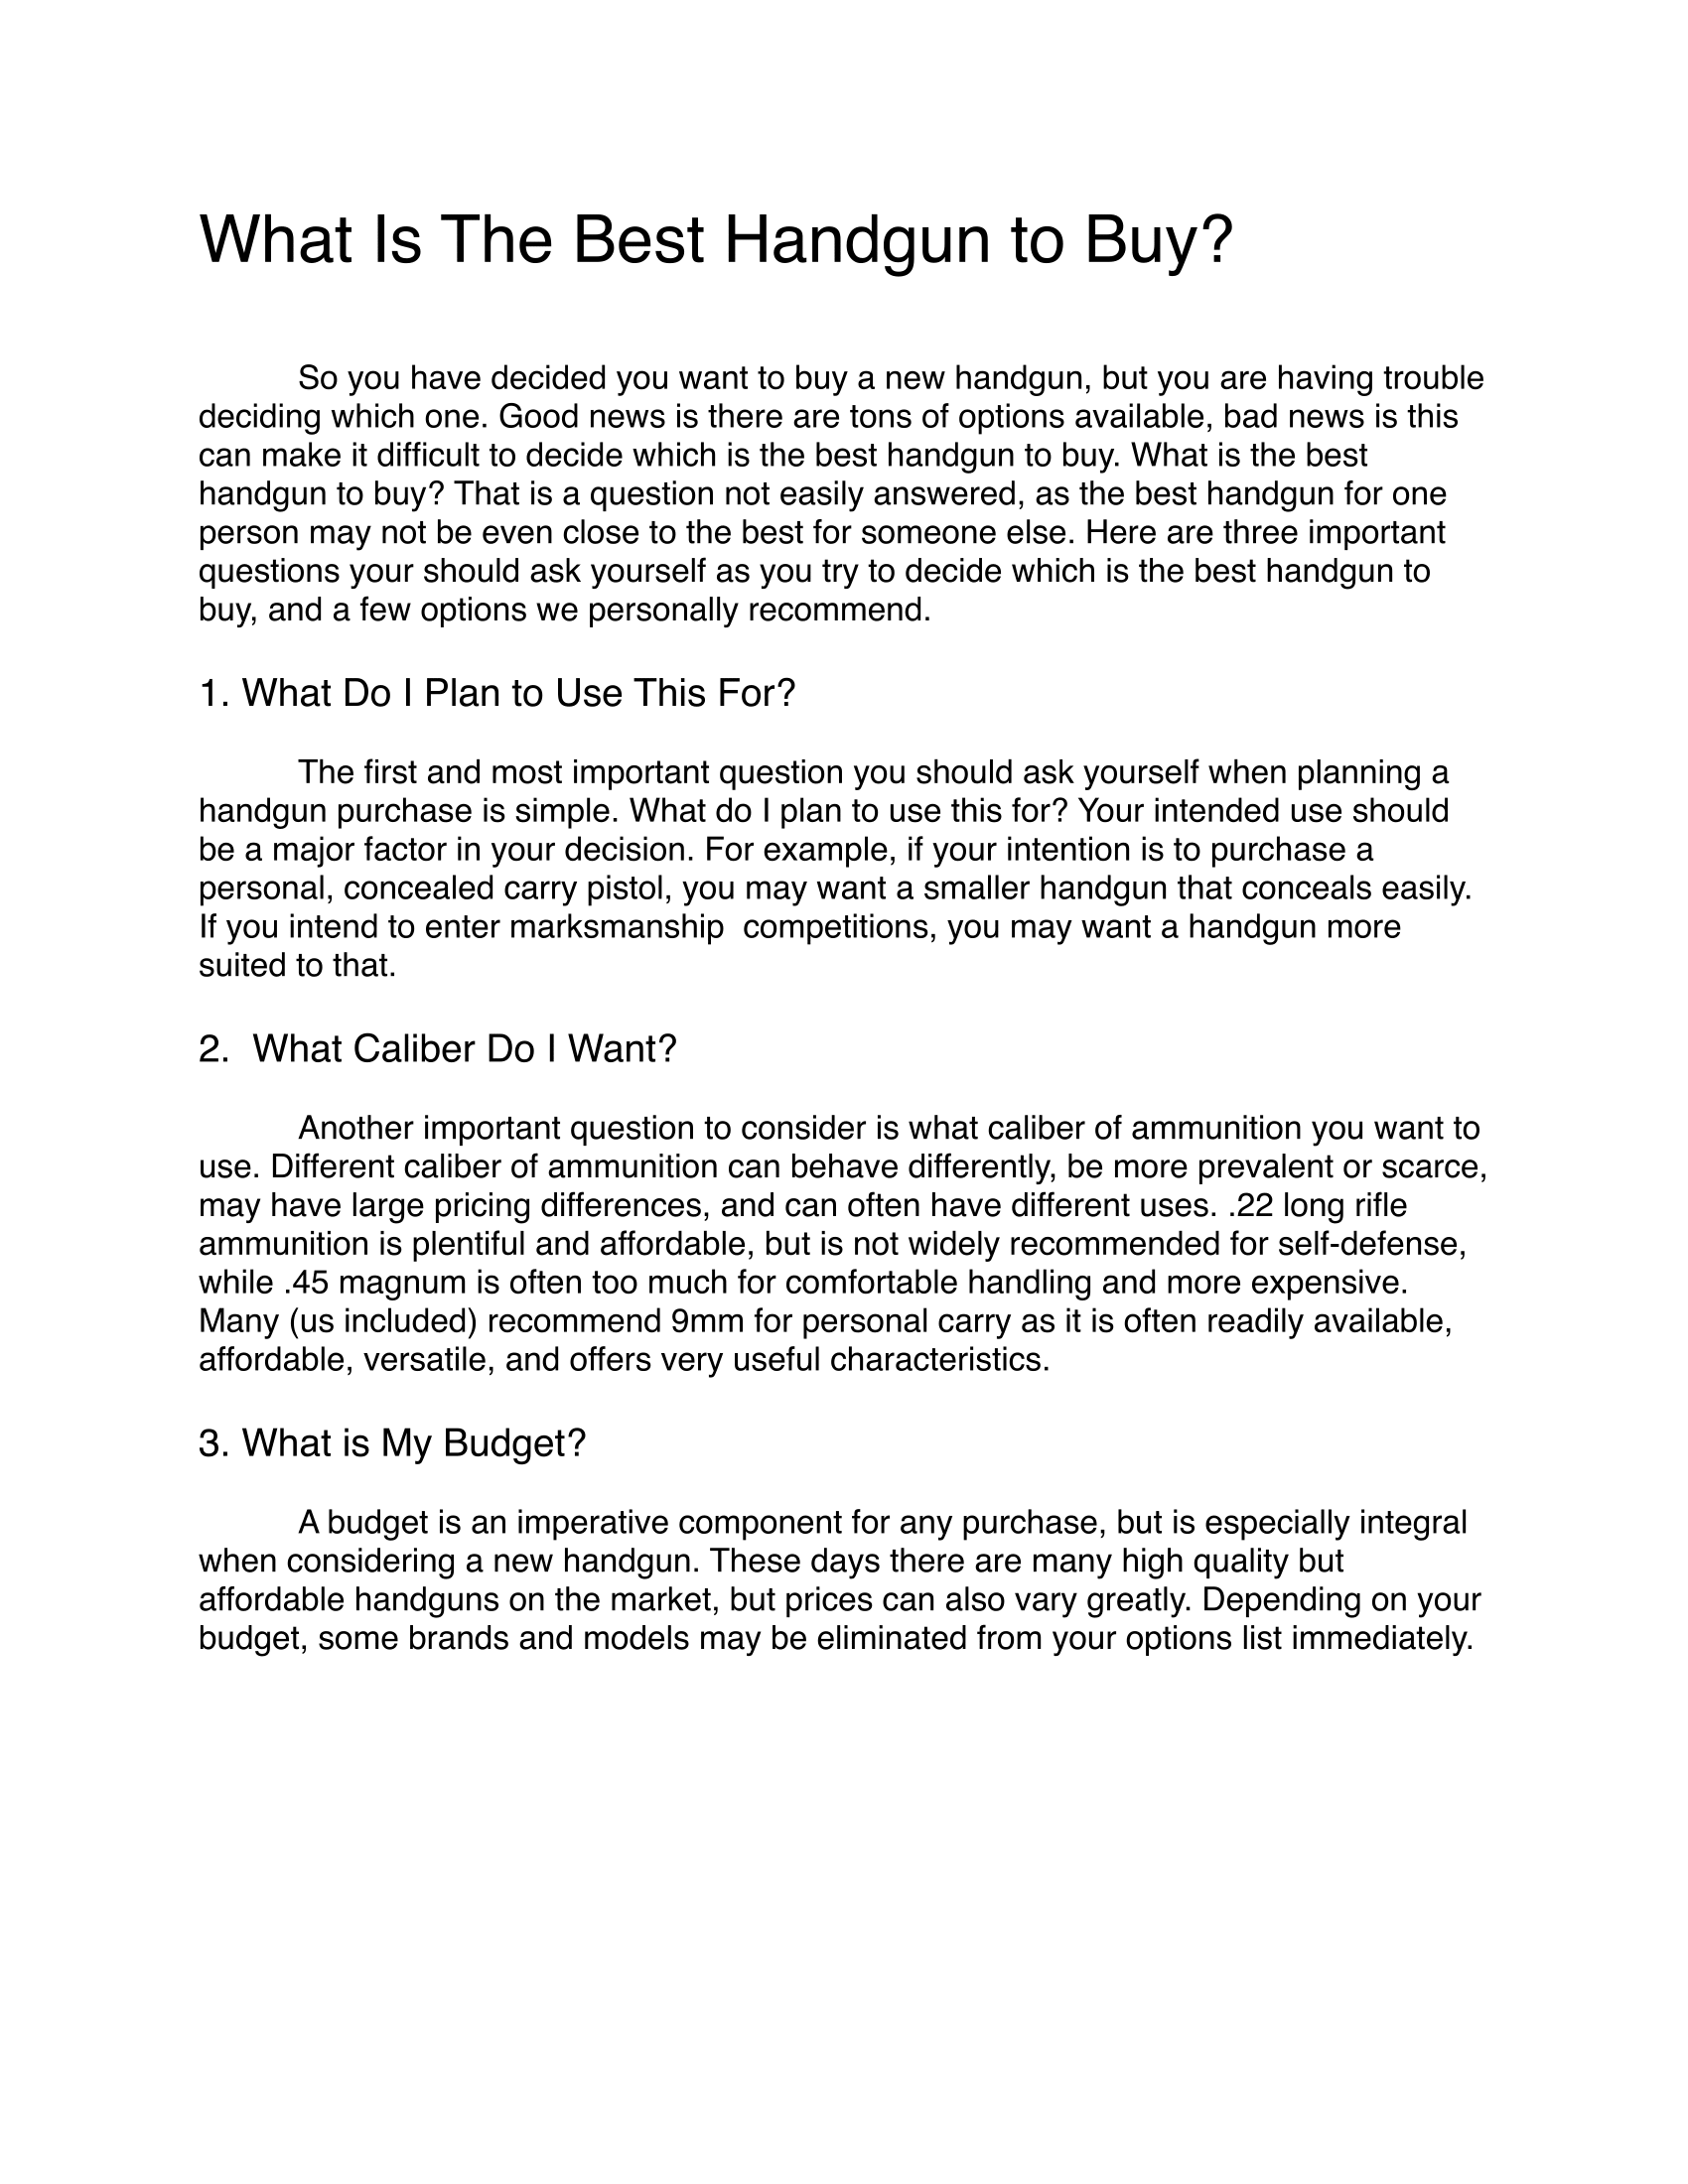 What Is The Best Handgun to Buy?
So you have decided you want to buy a new handgun, but you are having trouble
deciding which one. Good news is there are tons of options available, bad news is this
can make it difficult to decide which is the best handgun to buy. What is the best
handgun to buy? That is a question not easily answered, as the best handgun for one
person may not be even close to the best for someone else. Here are three important
questions your should ask yourself as you try to decide which is the best handgun to
buy, and a few options we personally recommend.
1. What Do I Plan to Use This For?
The first and most important question you should ask yourself when planning a
handgun purchase is simple. What do I plan to use this for? Your intended use should
be a major factor in your decision. For example, if your intention is to purchase a
personal, concealed carry pistol, you may want a smaller handgun that conceals easily.
If you intend to enter marksmanship  competitions, you may want a handgun more
suited to that.
2.  What Caliber Do I Want?
Another important question to consider is what caliber of ammunition you want to
use. Different caliber of ammunition can behave differently, be more prevalent or scarce,
may have large pricing differences, and can often have different uses. .22 long rifle
ammunition is plentiful and affordable, but is not widely recommended for self-defense,
while .45 magnum is often too much for comfortable handling and more expensive.
Many (us included) recommend 9mm for personal carry as it is often readily available,
affordable, versatile, and offers very useful characteristics.
3. What is My Budget?
A budget is an imperative component for any purchase, but is especially integral
when considering a new handgun. These days there are many high quality but
affordable handguns on the market, but prices can also vary greatly. Depending on your
budget, some brands and models may be eliminated from your options list immediately.